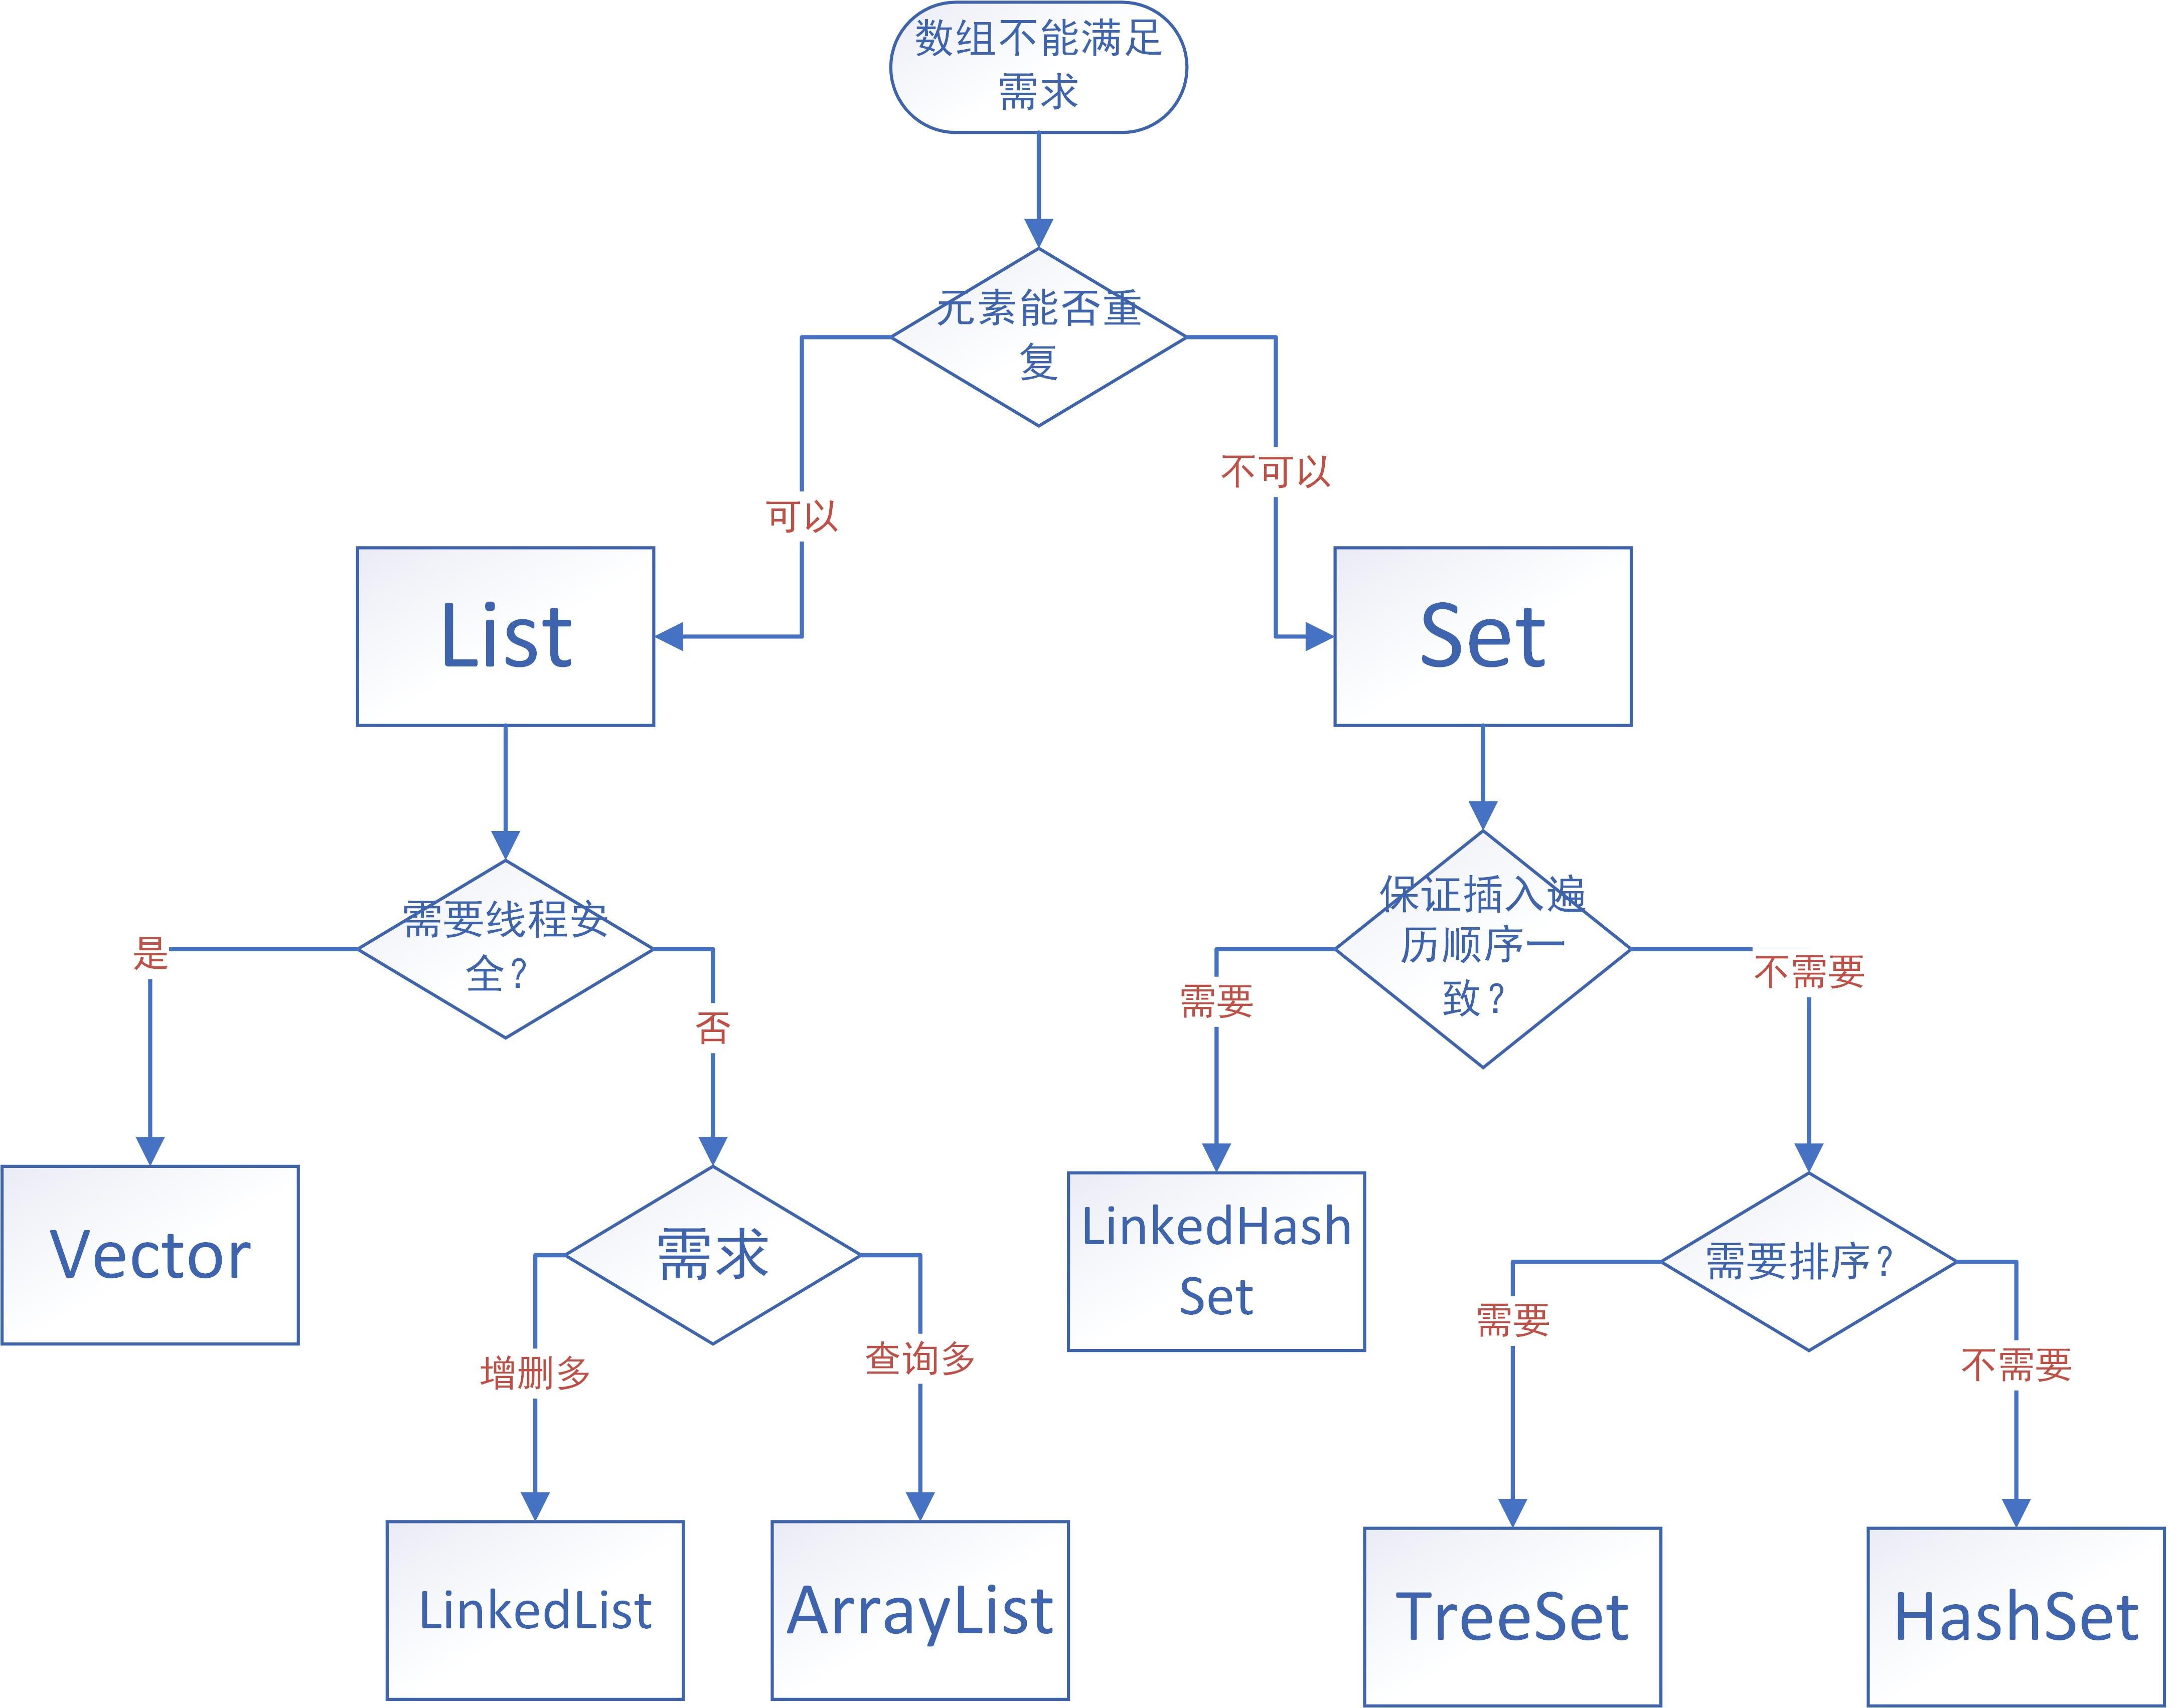 数组不能满足
需求
元素能否重
复
不可以
可以
List
Set
保证插入遍
历顺序一
致?
需要线程安
全?
是
否
需要
不需要
Vector
需求
LinkedHash
Set
需要排序?
增删多
查询多
需要
不需要
LinkedList
ArrayList
TreeSet
HashSet